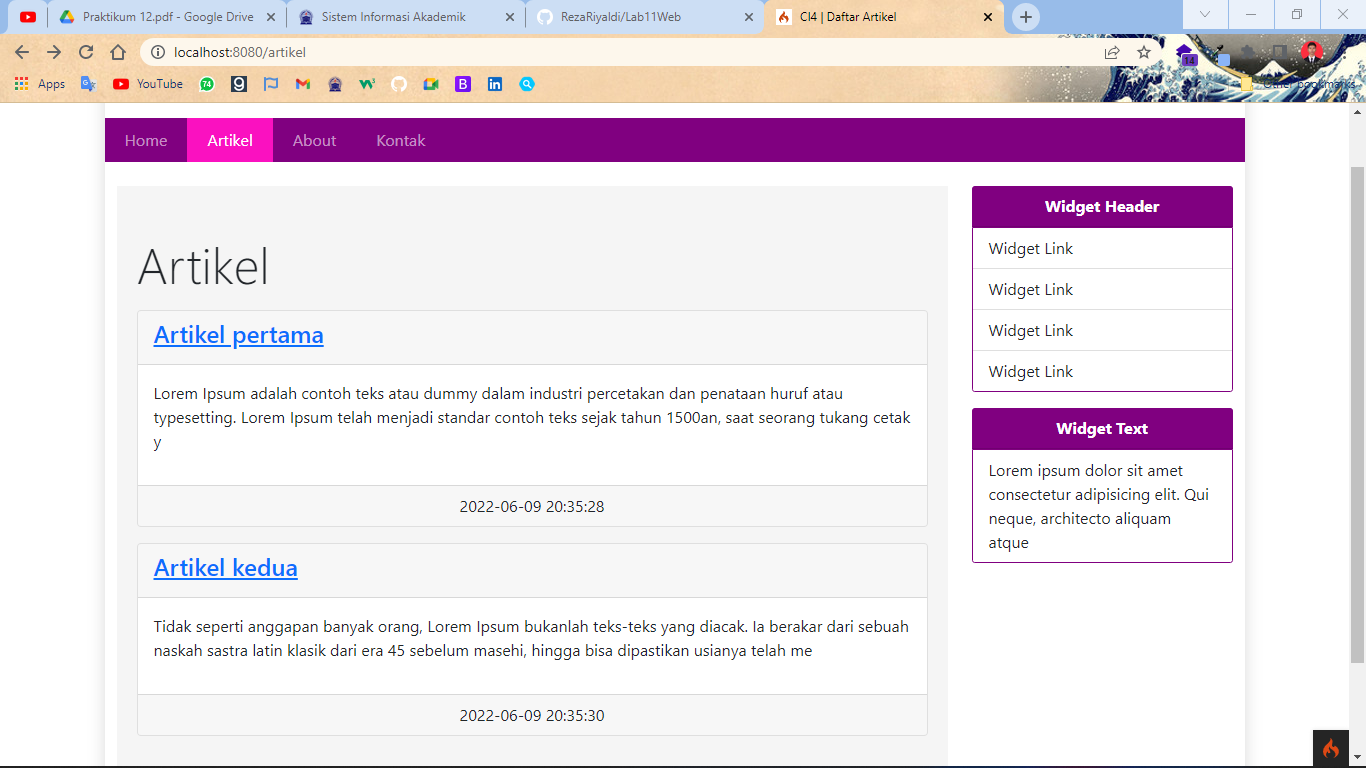 Praktikum 12.pdf - Google Drive
Sistem Informasi Akademik
RezaRiyaldi/Lab11Web
CI4 | Daftar Artikel
localhost:8080/artikel
14
Apps
YouTube
74
Other bookmarks
Home
Artikel
About
Kontak
Artikel
Artikel pertama
Lorem Ipsum adalah contoh teks atau dummy dalam industri percetakan dan penataan huruf atau
typesetting. Lorem Ipsum telah menjadi standar contoh teks sejak tahun 1500an, saat seorang tukang cetak
y
2022-06-09 20:35:28
Artikel kedua
Tidak seperti anggapan banyak orang, Lorem Ipsum bukanlah teks-teks yang diacak. Ia berakar dari sebuah
naskah sastra latin klasik dari era 45 sebelum masehi, hingga bisa dipastikan usianya telah me
2022-06-09 20:35:30
Widget Header
Widget Link
Widget Link
Widget Link
Widget Link
Widget Text
Lorem ipsum dolor sit amet
consectetur adipisicing elit. Qui
neque, architecto aliquam
atque